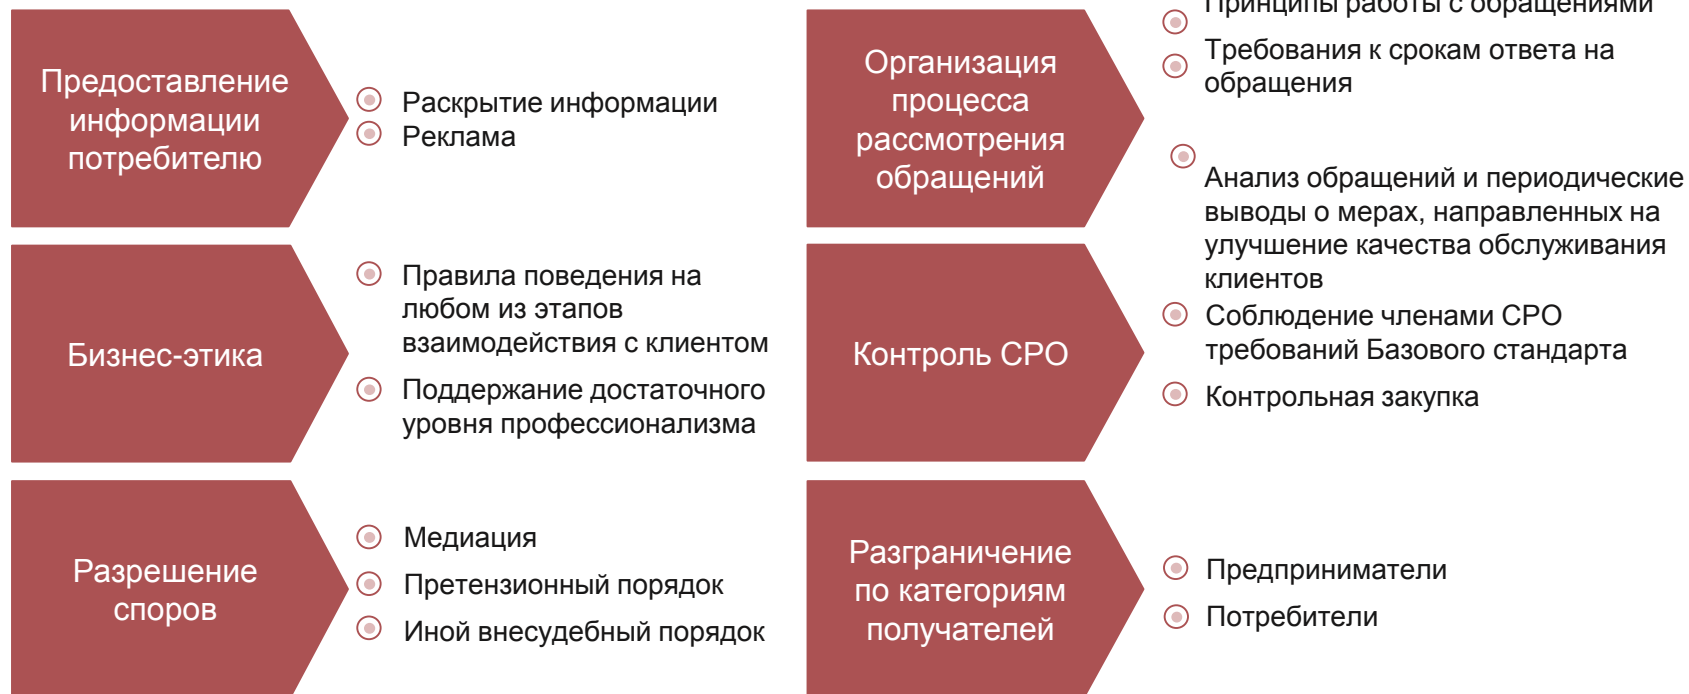 Предоставление
информации
потребителю
Раскрытие информации
Реклама
Бизнес-этика
Правила поведения на
любом из этапов
взаимодействия с клиентом
Поддержание достаточного
уровня профессионализма
Разрешение
споров
Медиация
Претензионный порядок
Иной внесудебный порядок
Организация
процесса
рассмотрения
обращений
Принципы работы с обращениями
Требования к срокам ответа на
обращения
Анализ обращений и периодические
выводы о мерах, направленных на
улучшение качества обслуживания
клиентов
Контроль СРО
Соблюдение членами СРО
требований Базового стандарта
Контрольная закупка
Разграничение
по категориям
получателей
Предприниматели
Потребители